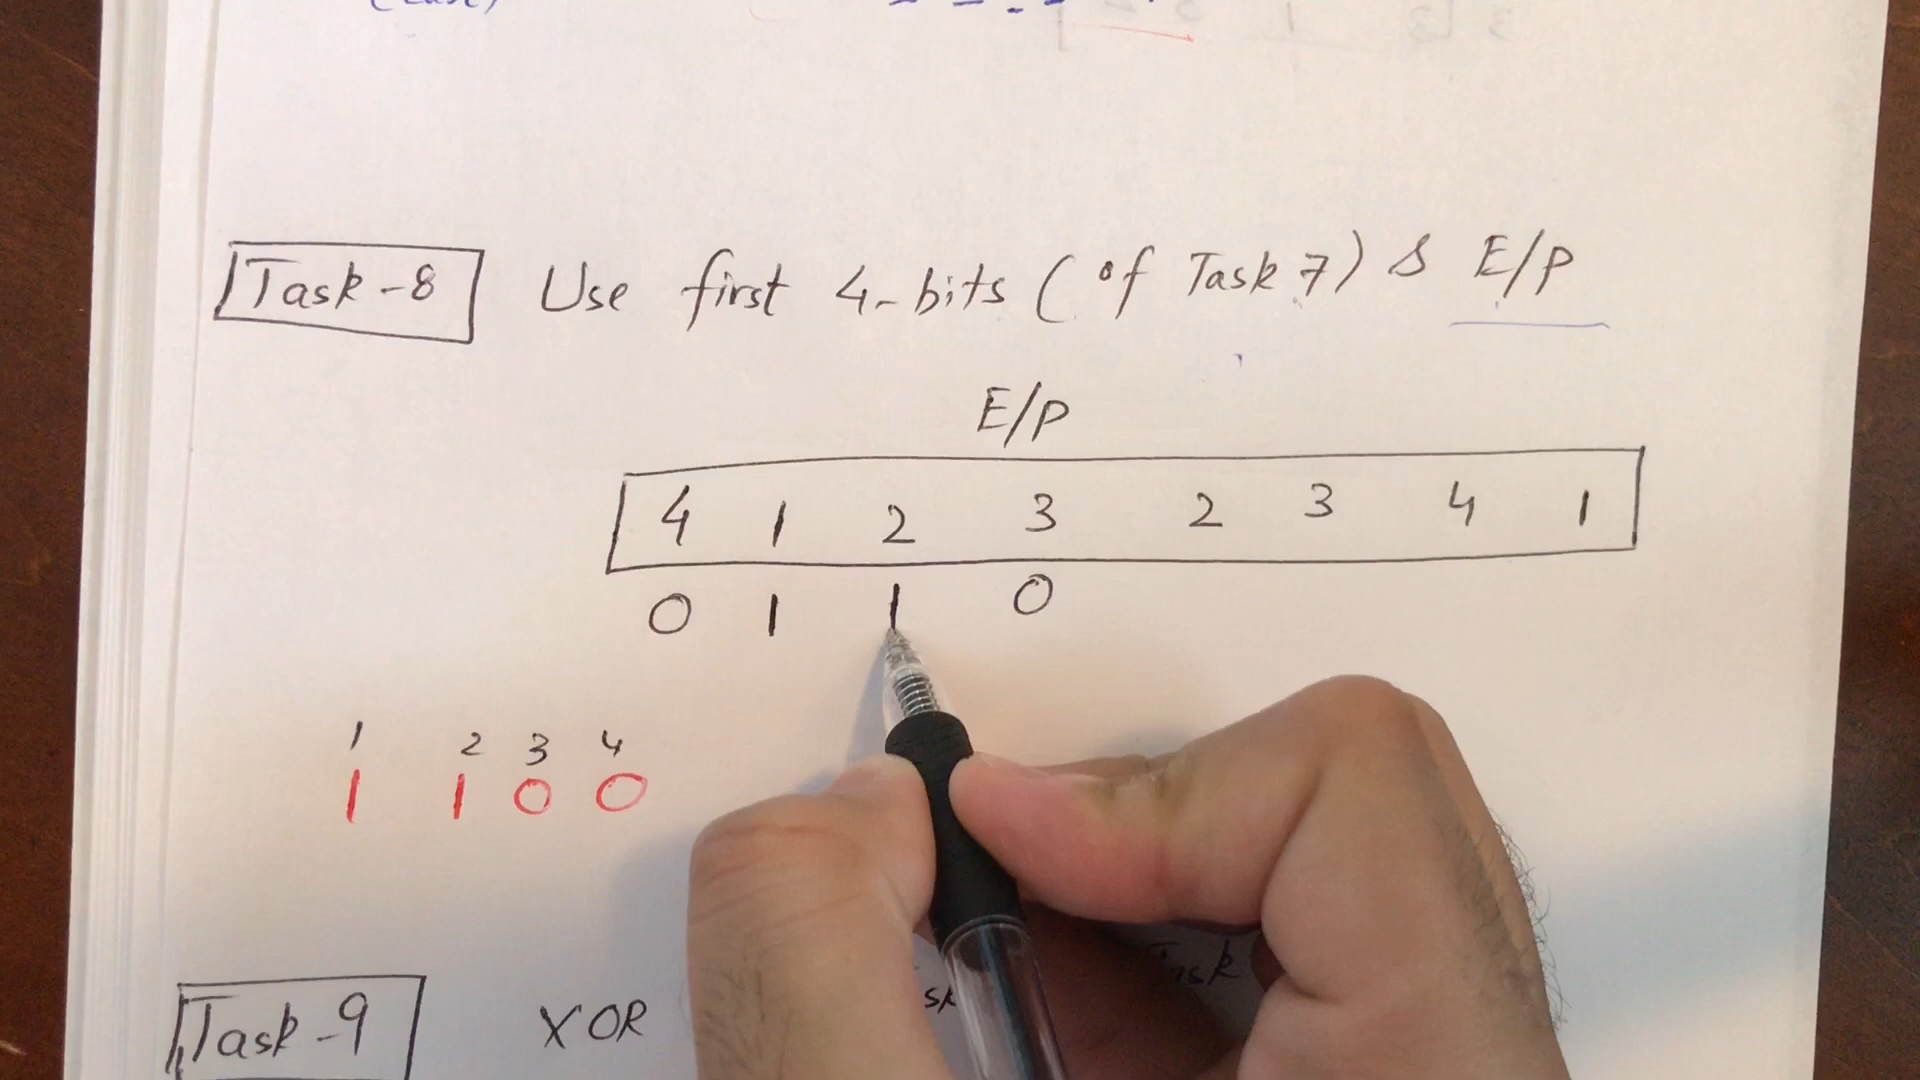 Task-8 Use first 4-bits (of Task 7) & E/P
E/P
4 1 2 3 2 3 4 1
0 1 1 0
1 2 3 4
1 1 0 0
Task-9 XOR